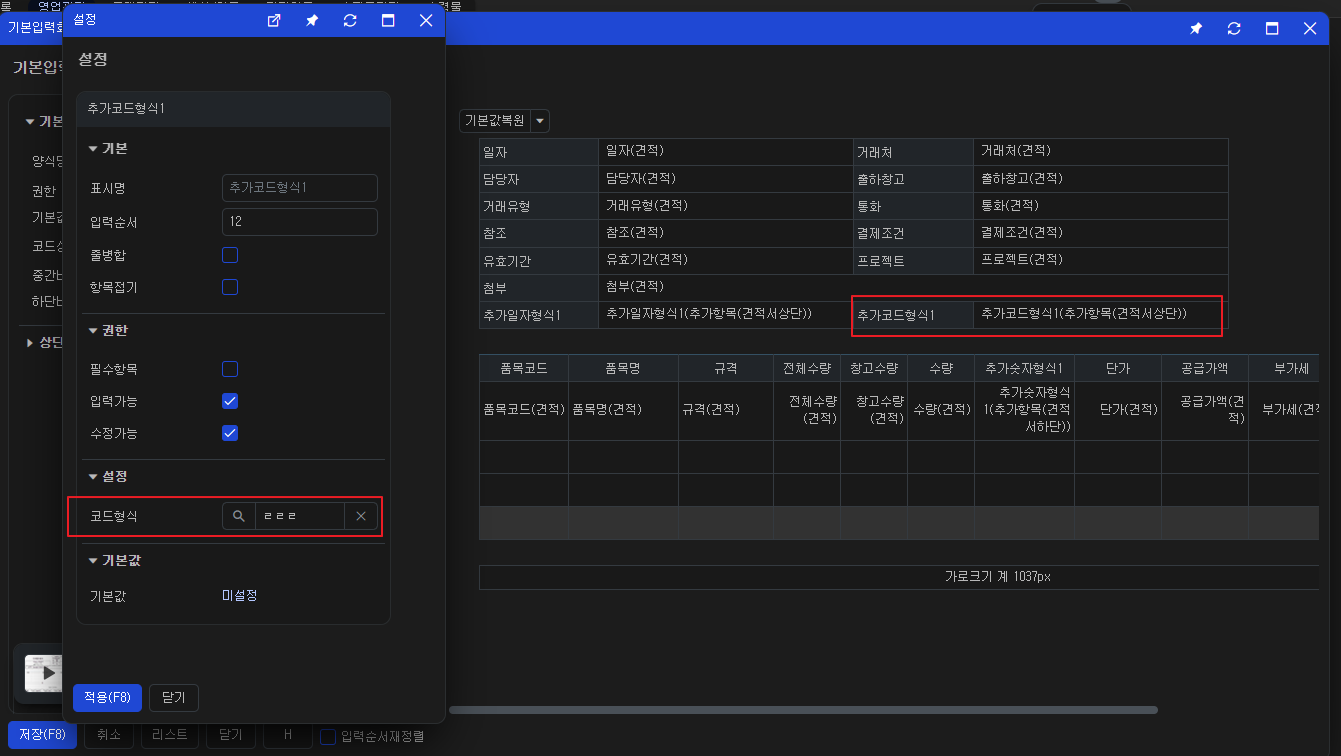 설정
기본입력화
설정
기본입력
추가코드형식1
기본
기본
표시명 추가코드형식1
입력순서 12
줄병합
항목접기
권한
필수항목
입력가능
수정가능
설정
코드형식 ㄹㄹㄹ
기본값
기본값 미설정
적용(F8) 닫기
권한
상단
저장(F8) 취소 리스트 닫기 H 입력순서재정렬
기본값복원
일자 일자(견적) 거래처 거래처(견적)
담당자 담당자(견적) 출하창고 출하창고(견적)
거래유형 거래유형(견적) 통화 통화(견적)
참조 참조(견적) 결제조건 결제조건(견적)
유효기간 유효기간(견적) 프로젝트 프로젝트(견적)
첨부 첨부(견적)
추가일자형식1 추가일자형식1(추가항목(견적서상단)) 추가코드형식1 추가코드형식1(추가항목(견적서상단))
품목코드 품목명 규격 전체수량 창고수량 수량 추가숫자형식1 단가 공급가액 부가세
품목코드(견적) 품목명(견적) 규격(견적) 전체수량(견적) 창고수량(견적) 수량(견적) 추가숫자형식1(추가항목(견적서하단)) 단가(견적) 공급가액(견적) 부가세(견적
가로크기 계 1037px